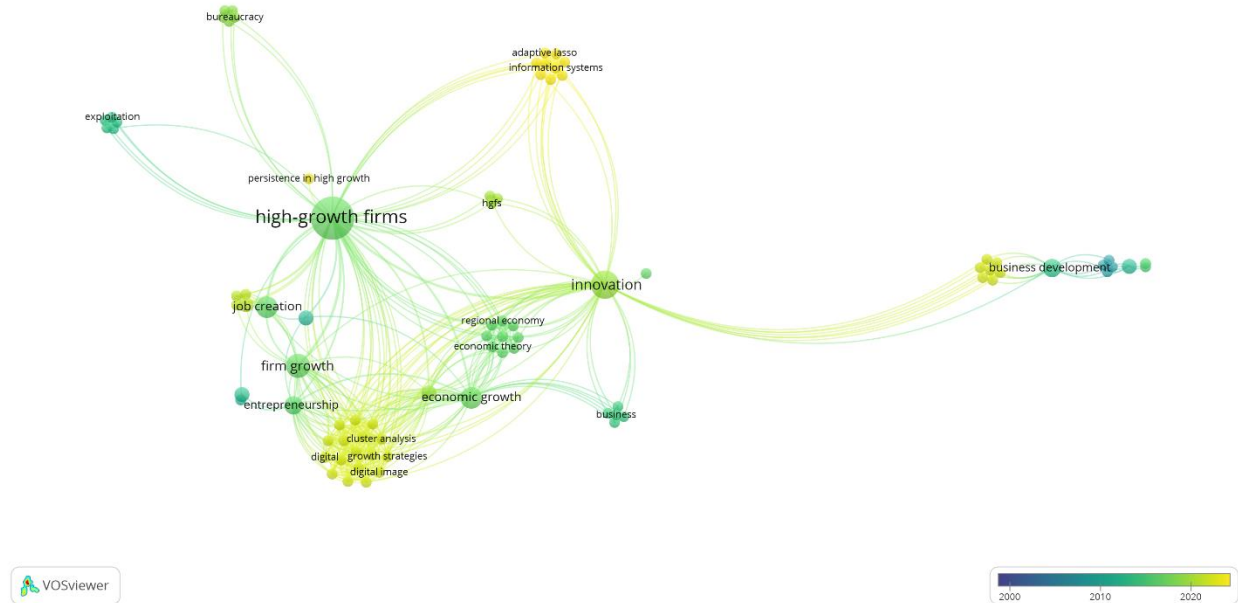 bureaucracy
adaptive lasso
information systems
exploitation
persistence in high growth
hgfs
high-growth firms
business development
innovation
job creation
regional economy
economic theory
firm growth
economic growth
entrepreneurship
business
cluster analysis
digital growth strategies
digital image
VOSviewer
2000 2010 2020